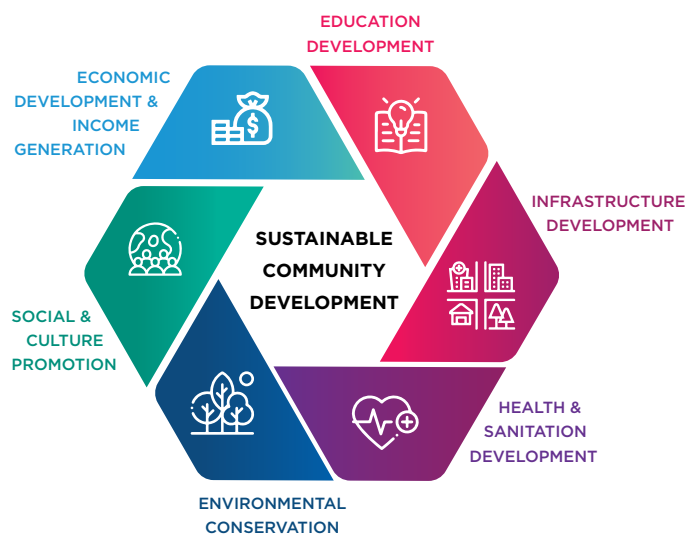 EDUCATION
DEVELOPMENT
ECONOMIC
DEVELOPMENT &
INCOME
GENERATION
INFRASTRUCTURE
DEVELOPMENT
$
SUSTAINABLE
COMMUNITY
DEVELOPMENT
SOCIAL &
CULTURE
PROMOTION
HEALTH &
SANITATION
DEVELOPMENT
ENVIRONMENTAL
CONSERVATION